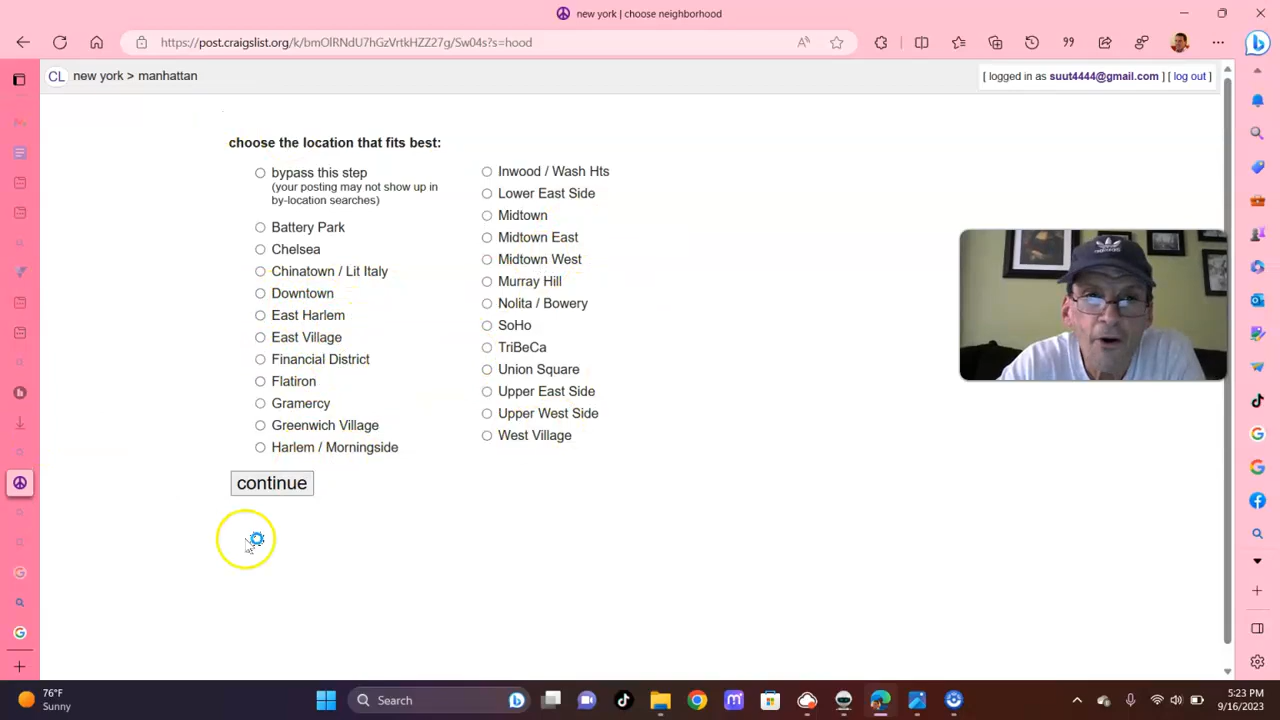 new york | choose neighborhood
https://post.craigslist.org/k/bmOlRNdU7hGzVrtkHZZ27g/Sw04s?s=hood
CL new york > manhattan
[ logged in as suut4444@gmail.com ] [ log out ]
choose the location that fits best:
bypass this step
(your posting may not show up in
by-location searches)
Battery Park
Chelsea
Chinatown / Lit Italy
Downtown
East Harlem
East Village
Financial District
Flatiron
Gramercy
Greenwich Village
Harlem / Morningside
Inwood / Wash Hts
Lower East Side
Midtown
Midtown East
Midtown West
Murray Hill
Nolita / Bowery
SoHo
TriBeCa
Union Square
Upper East Side
Upper West Side
West Village
continue
76°F
Sunny
Search
5:23 PM
9/16/2023